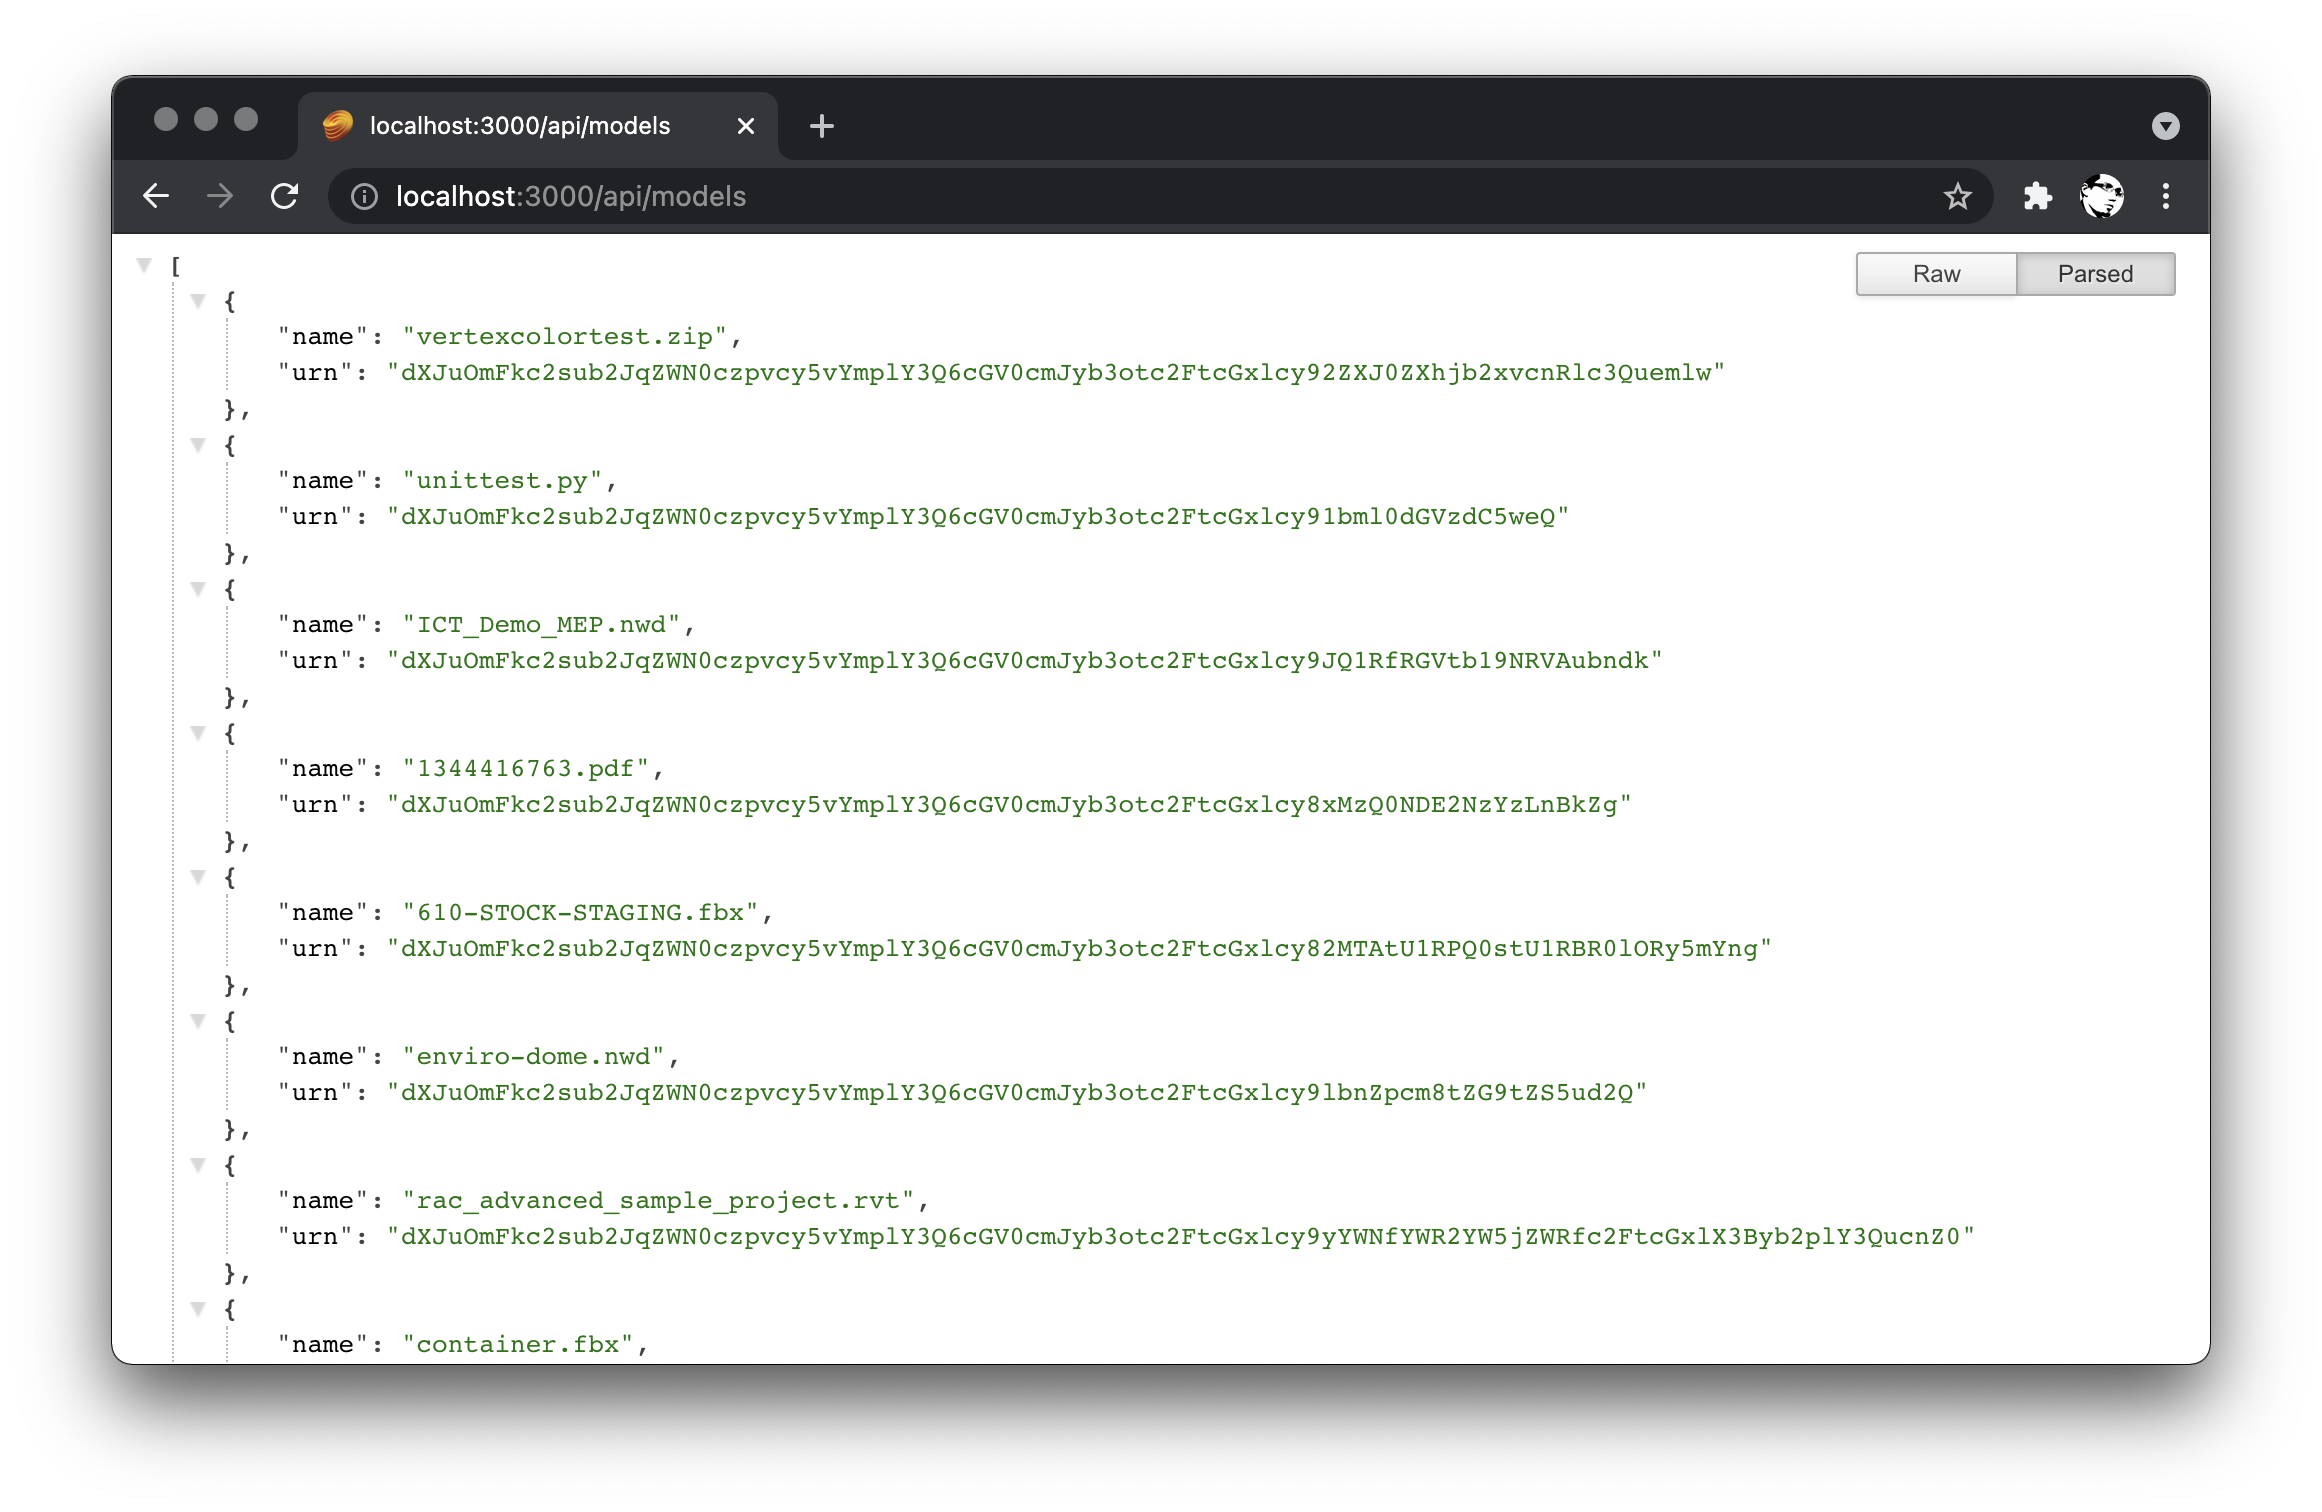 localhost:3000/api/models
localhost:3000/api/models
Raw Parsed
[
{
"name": "vertexcolortest.zip",
"urn": "dXJuOmFkc2sub2JqZWN0czpvcy5vYmplY3Q6cGV0cmJyb3otc2FtcGxlcy92ZXJ0ZXhjb2xvcnRlc3Quemlw"
},
{
"name": "unittest.py",
"urn": "dXJuOmFkc2sub2JqZWN0czpvcy5vYmplY3Q6cGV0cmJyb3otc2FtcGxlcy91bml0dGVzdC5weQ"
},
{
"name": "ICT_Demo_MEP.nwd",
"urn": "dXJuOmFkc2sub2JqZWN0czpvcy5vYmplY3Q6cGV0cmJyb3otc2FtcGxlcy9JQ1RfRGVtb19NRVAubndk"
},
{
"name": "1344416763.pdf",
"urn": "dXJuOmFkc2sub2JqZWN0czpvcy5vYmplY3Q6cGV0cmJyb3otc2FtcGxlcy8xMzQ0NDE2NzYzLnBkZg"
},
{
"name": "610-STOCK-STAGING.fbx",
"urn": "dXJuOmFkc2sub2JqZWN0czpvcy5vYmplY3Q6cGV0cmJyb3otc2FtcGxlcy82MTAtU1RPQ0stU1RBR0lORy5mYng"
},
{
"name": "enviro-dome.nwd",
"urn": "dXJuOmFkc2sub2JqZWN0czpvcy5vYmplY3Q6cGV0cmJyb3otc2FtcGxlcy9lbnZpcm8tZG9tZS5ud2Q"
},
{
"name": "rac_advanced_sample_project.rvt",
"urn": "dXJuOmFkc2sub2JqZWN0czpvcy5vYmplY3Q6cGV0cmJyb3otc2FtcGxlcy9yYWNfYWR2YW5jZWRfc2FtcGxlX3Byb2plY3QucnZ0"
},
{
"name": "container.fbx",